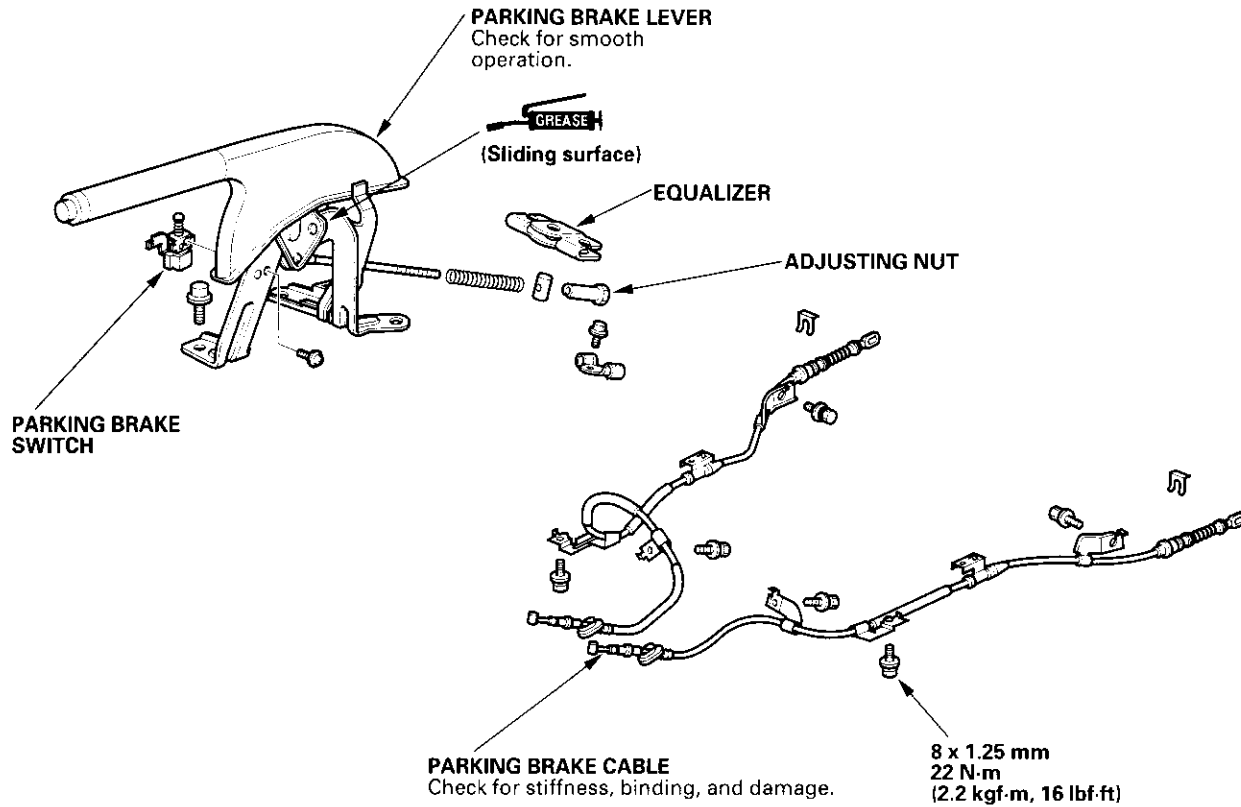 PARKING BRAKE LEVER
Check for smooth
operation.
GREASE
(Sliding surface)
EQUALIZER
ADJUSTING NUT
PARKING BRAKE
SWITCH
PARKING BRAKE CABLE
Check for stiffness, binding, and damage.
8 x 1.25 mm
22 N·m
(2.2 kgf·m, 16 lbf·ft)